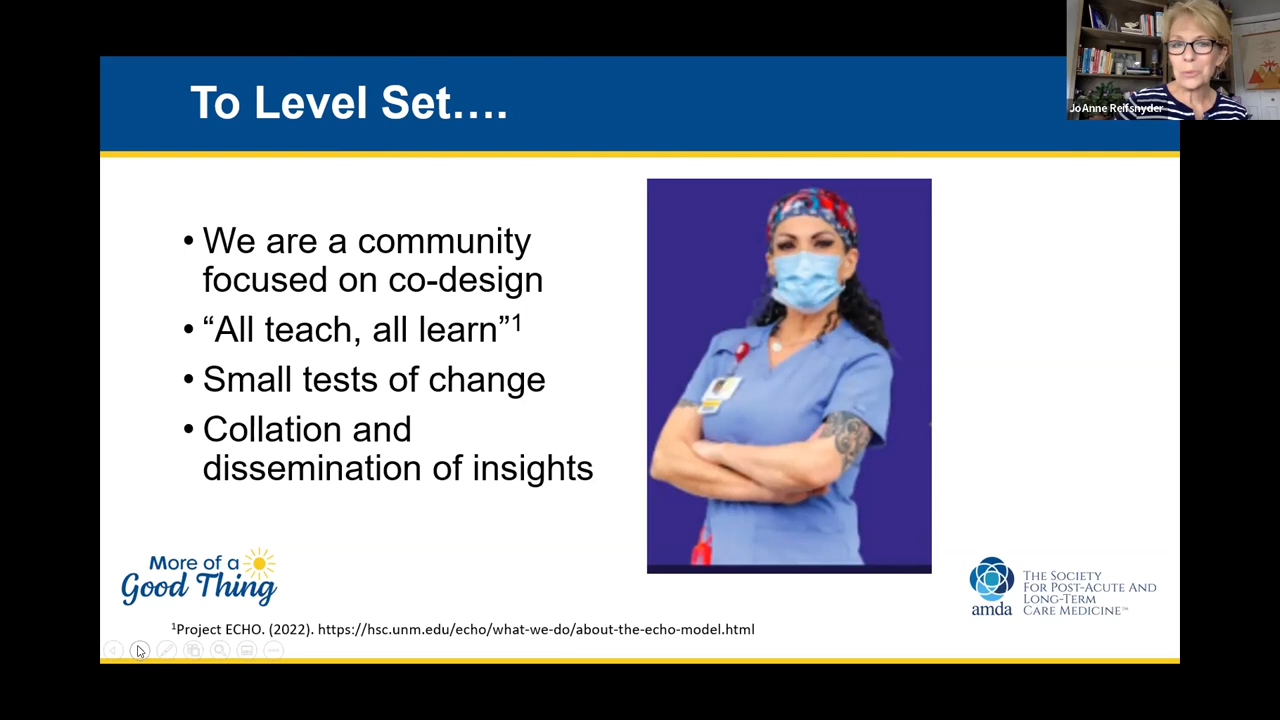 To Level Set….
JoAnne Reifsnyder
• We are a community
focused on co-design
• “All teach, all learn”1
• Small tests of change
• Collation and
dissemination of insights
More of a
Good Thing
amda
THE SOCIETY
FOR POST-ACUTE AND
LONG-TERM
CARE MEDICINE™
1Project ECHO. (2022). https://hsc.unm.edu/echo/what-we-do/about-the-echo-model.html